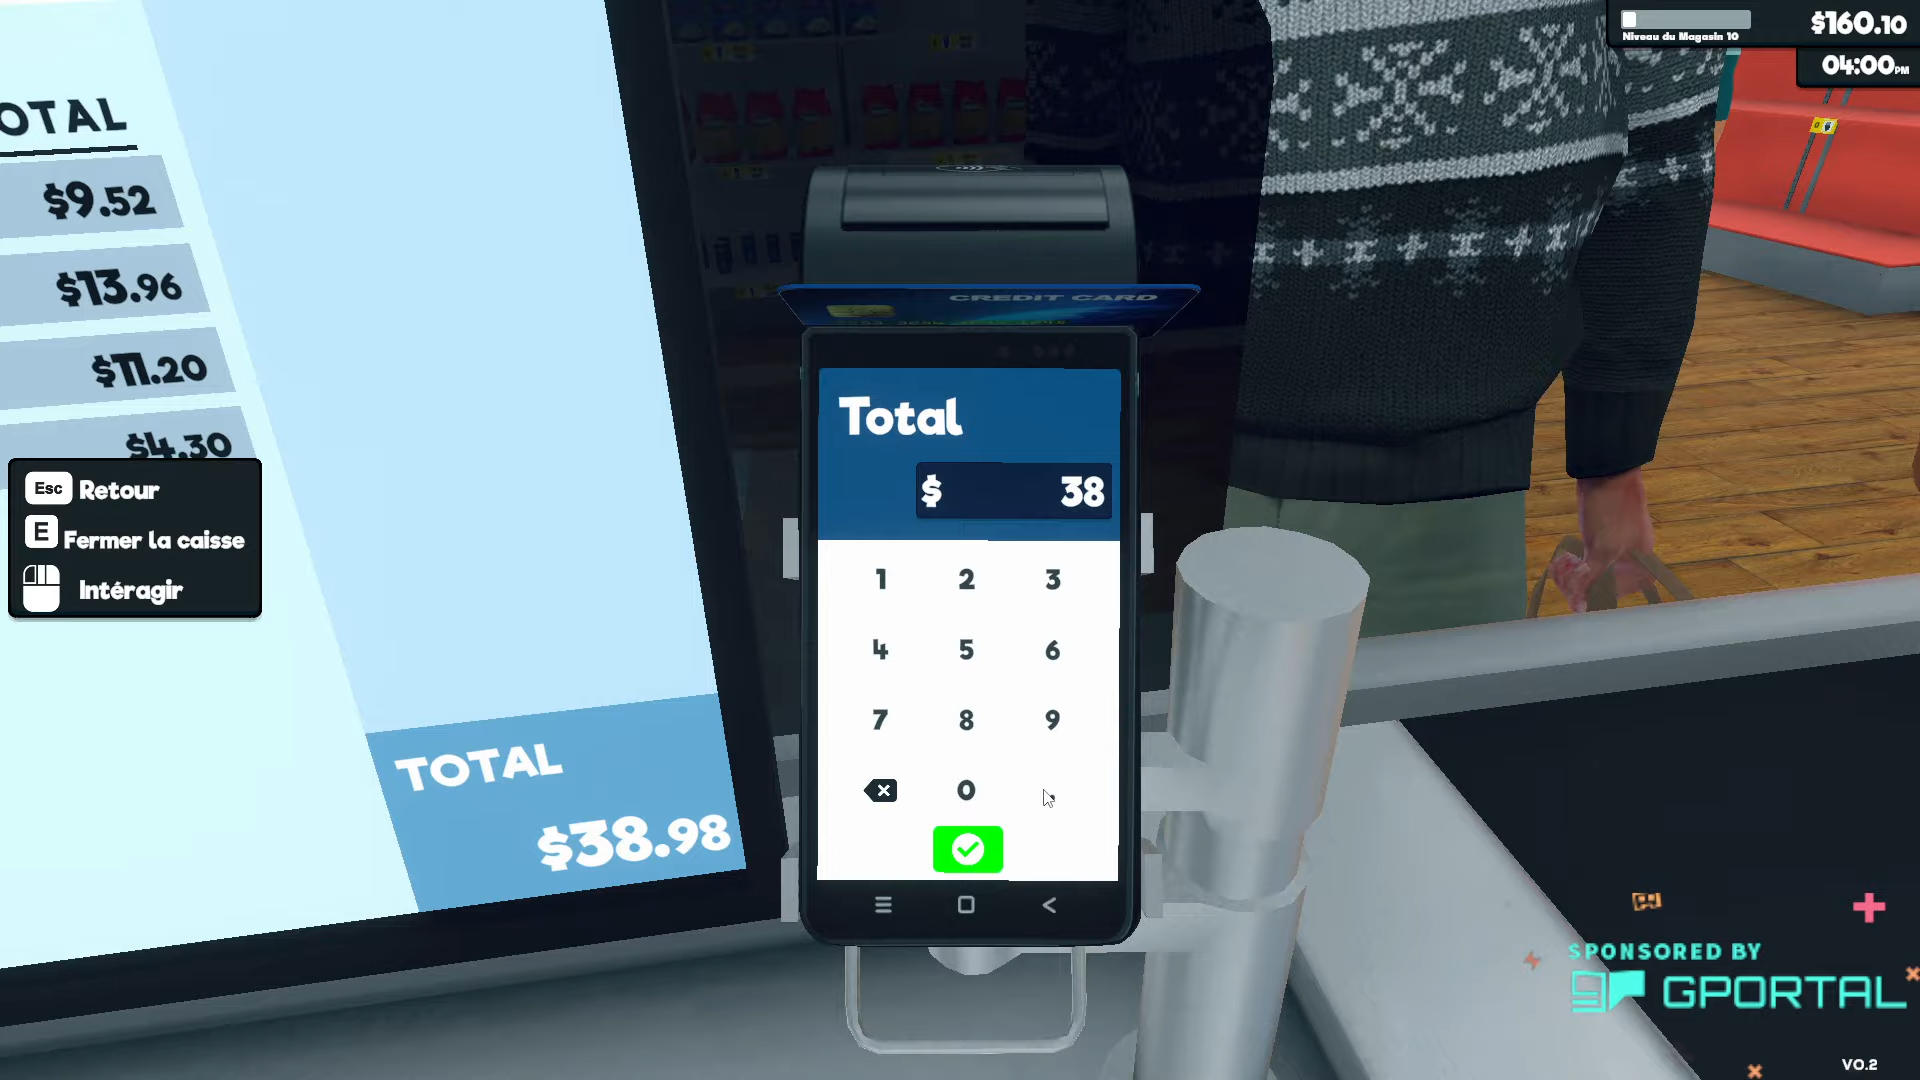 $160.10
Niveau du Magasin 10
04:00PM
OTAL
$9.52
$13.96
$11.20
$4.30
Esc Retour
E Fermer la caisse
Intéragir
TOTAL
$38.98
CREDIT CARD
Total
$ 38
1 2 3
4 5 6
7 8 9
0 .
SPONSORED BY
GPORTAL
V0.2